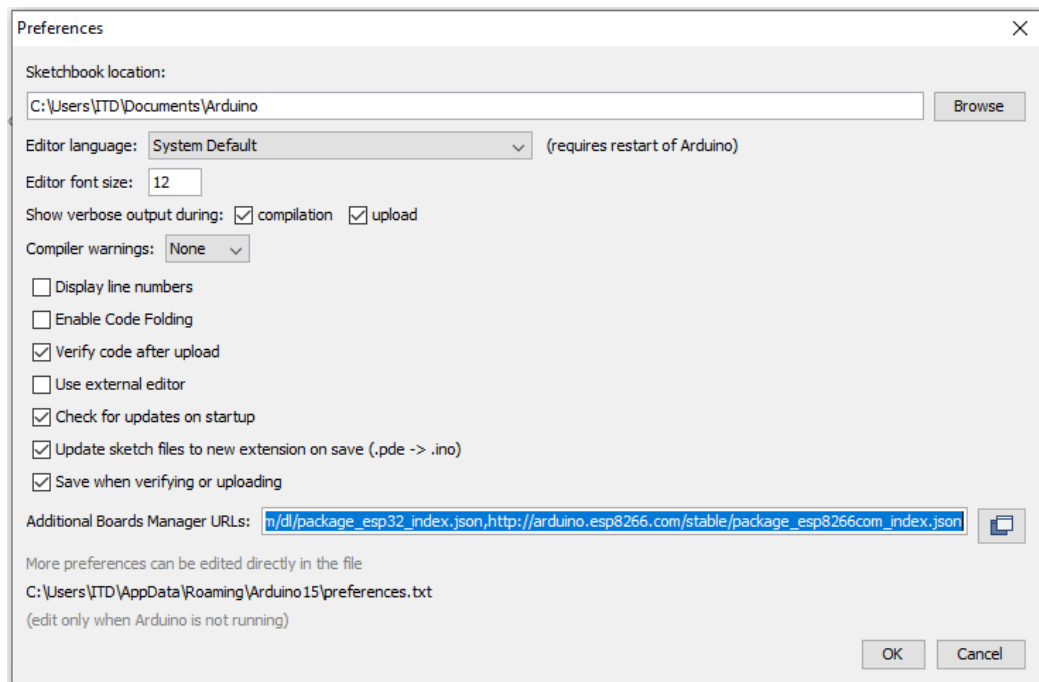 Preferences
Sketchbook location:
C:\Users\ITD\Documents\Arduino Browse
Editor language: System Default (requires restart of Arduino)
Editor font size: 12
Show verbose output during: compilation upload
Compiler warnings: None
Display line numbers
Enable Code Folding
Verify code after upload
Use external editor
Check for updates on startup
Update sketch files to new extension on save (.pde -> .ino)
Save when verifying or uploading
Additional Boards Manager URLs: m/dl/package_esp32_index.json,http://arduino.esp8266.com/stable/package_esp8266com_index.json
More preferences can be edited directly in the file
C:\Users\ITD\AppData\Roaming\Arduino15\preferences.txt
(edit only when Arduino is not running)
OK Cancel